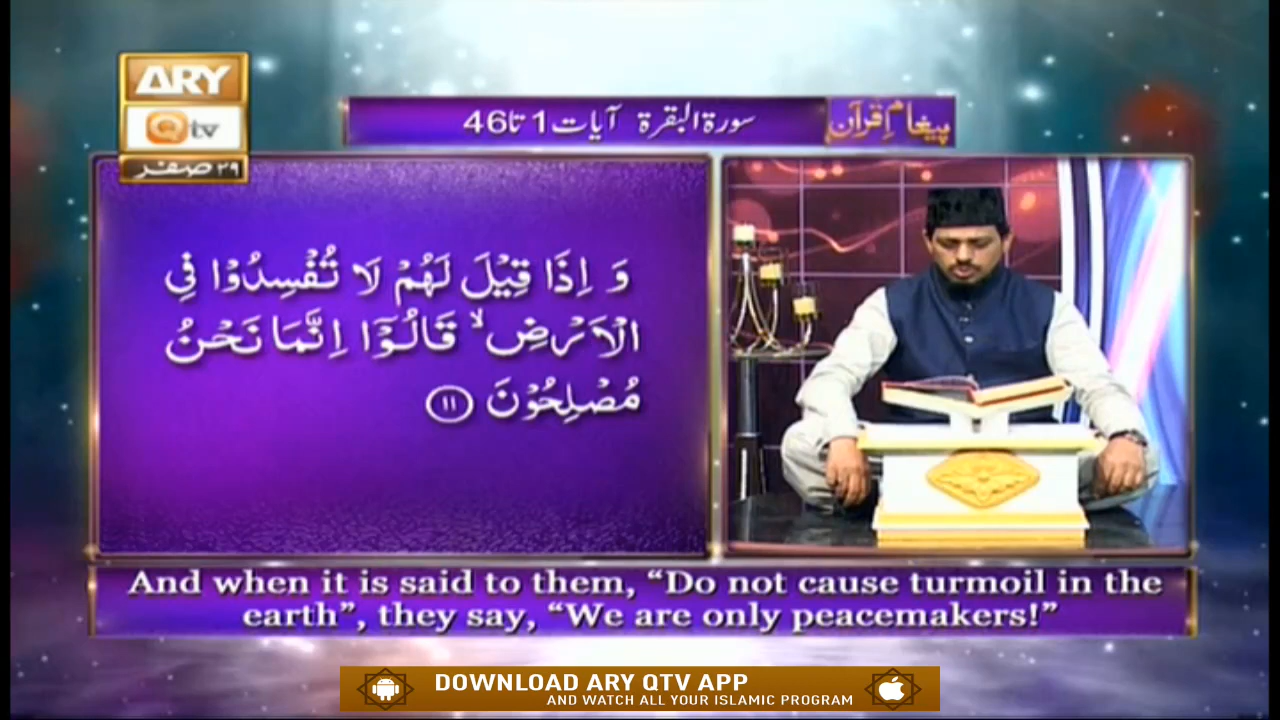 ARY
Qtv
۲۹ صفر
پیغامِ قرآن
سورۃ البقرۃ آیات 1 تا 46
وَ اِذَا قِیْلَ لَهُمْ لَا تُفْسِدُوْا فِی
الْاَرْضِ ۙ قَالُوْۤا اِنَّمَا نَحْنُ
مُصْلِحُوْنَ ۝۱۱
And when it is said to them, “Do not cause turmoil in the
earth”, they say, “We are only peacemakers!”
DOWNLOAD ARY QTV APP
AND WATCH ALL YOUR ISLAMIC PROGRAM